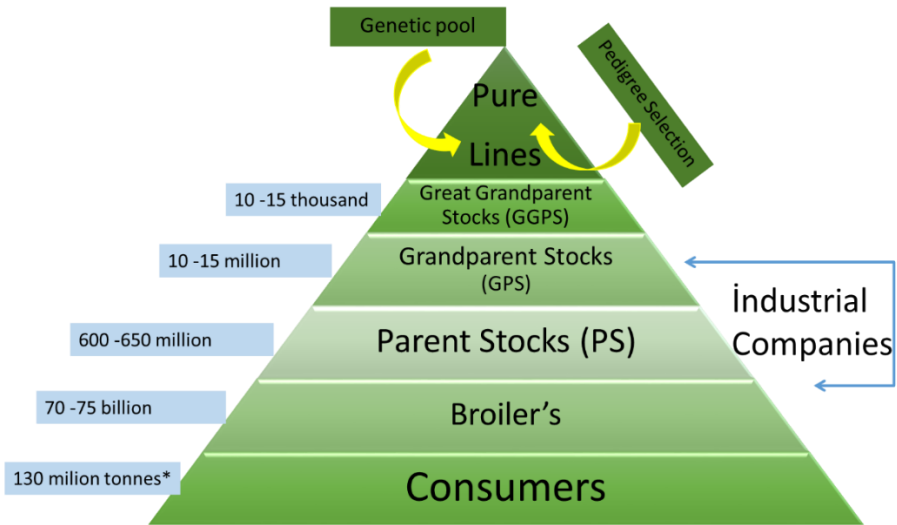 Genetic pool
Pedigree Selection
Pure
Lines
10 -15 thousand
Great Grandparent
Stocks (GGPS)
10 -15 million
Grandparent Stocks
(GPS)
İndustrial
Companies
600 -650 million
Parent Stocks (PS)
70 -75 billion
Broiler’s
130 milion tonnes*
Consumers